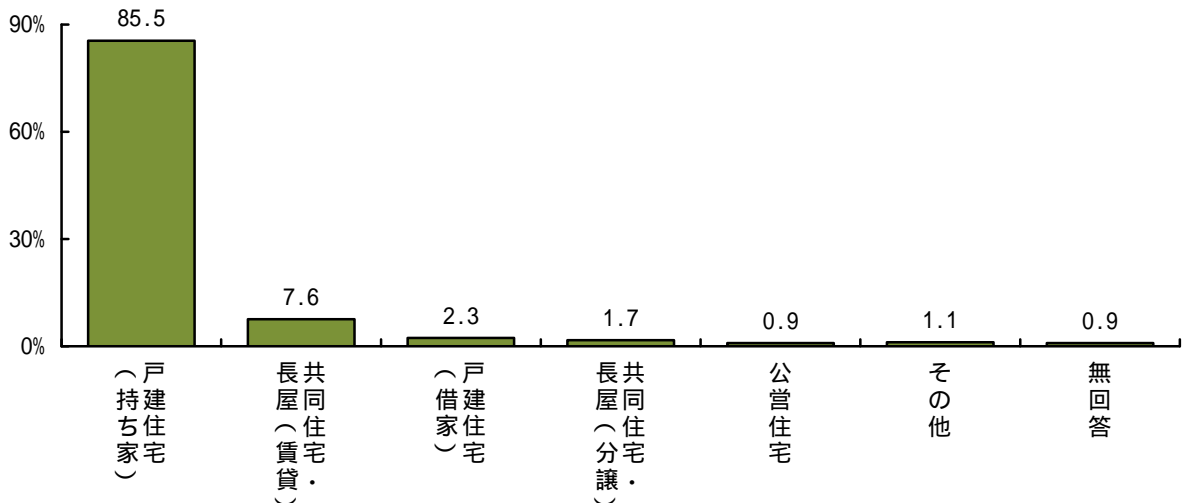 90%
60%
30%
0%
85.5
7.6
2.3
1.7
0.9
1.1
0.9
戸建住宅
（持ち家）
共同住宅・
長屋（賃貸）
戸建住宅
（借家）
共同住宅・
長屋（分譲）
公営住宅
その他
無回答